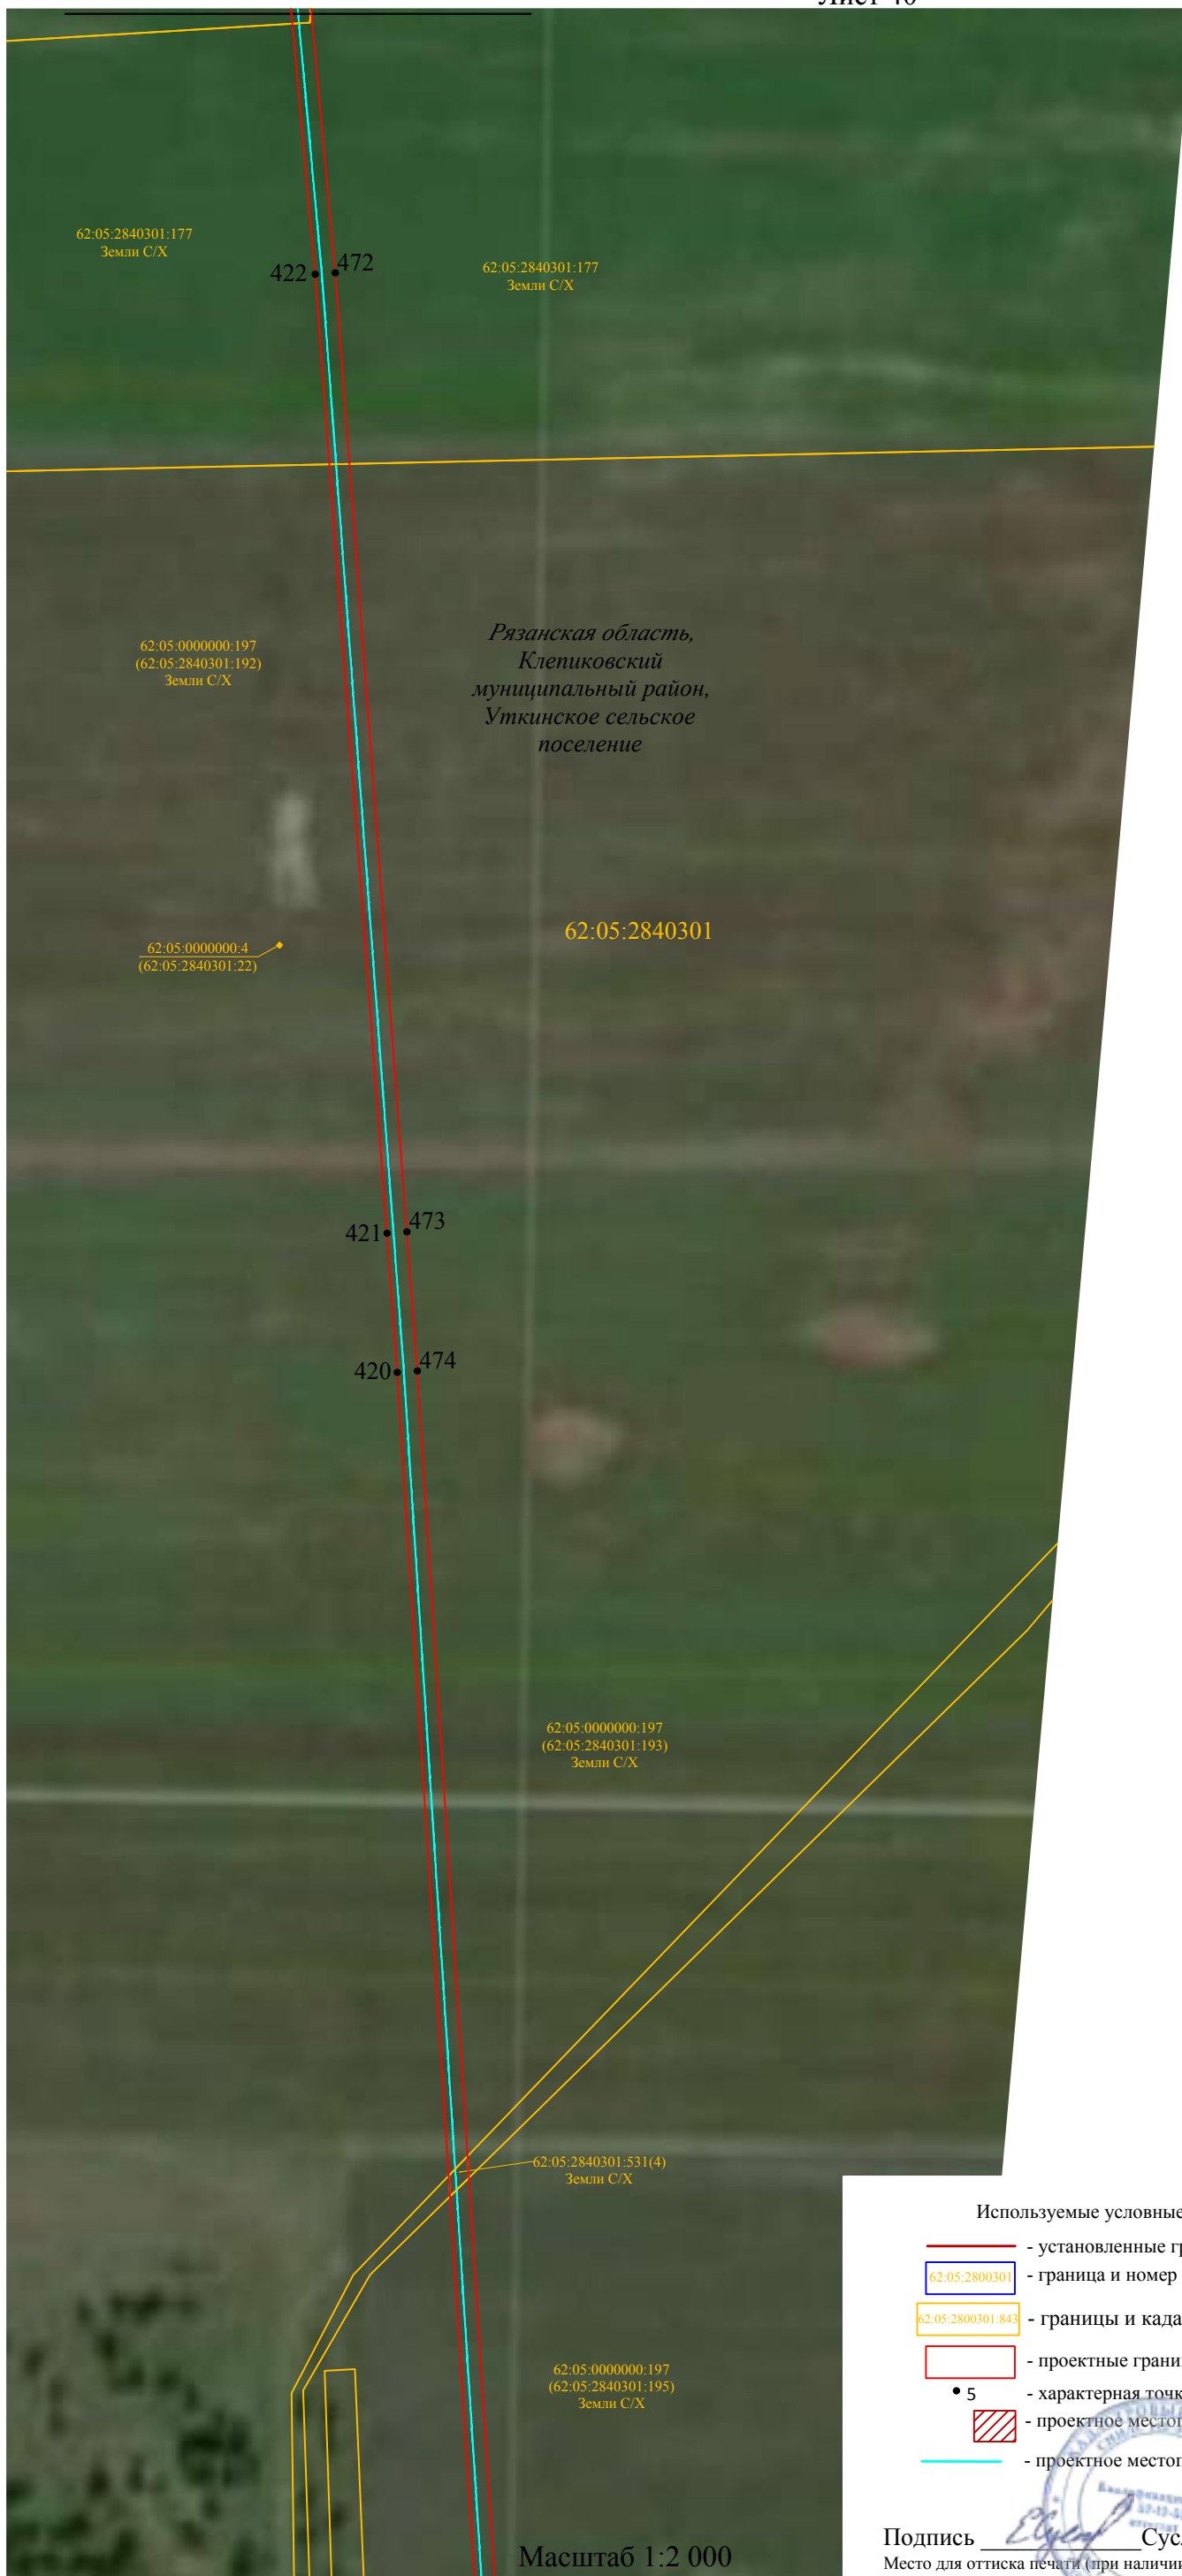 Лист 40
62:05:2840301:177
Земли С/Х
422
472
62:05:2840301:177
Земли С/Х
62:05:0000000:197
(62:05:2840301:192)
Земли С/Х
Рязанская область,
Клепиковский
муниципальный район,
Уткинское сельское
поселение
62:05:0000000:4
(62:05:2840301:22)
62:05:2840301
421
473
420
474
62:05:0000000:197
(62:05:2840301:193)
Земли С/Х
62:05:2840301:531(4)
Земли С/Х
62:05:0000000:197
(62:05:2840301:195)
Земли С/Х
Используемые условные
- установленные гр
62:05:2800301 - граница и номер
62:05:2800301:843 - границы и када
- проектные грани
5 - характерная точк
- проектное местоп
- проектное местоп
Подпись Сусл
Место для оттиска печати (при наличии
Масштаб 1:2 000